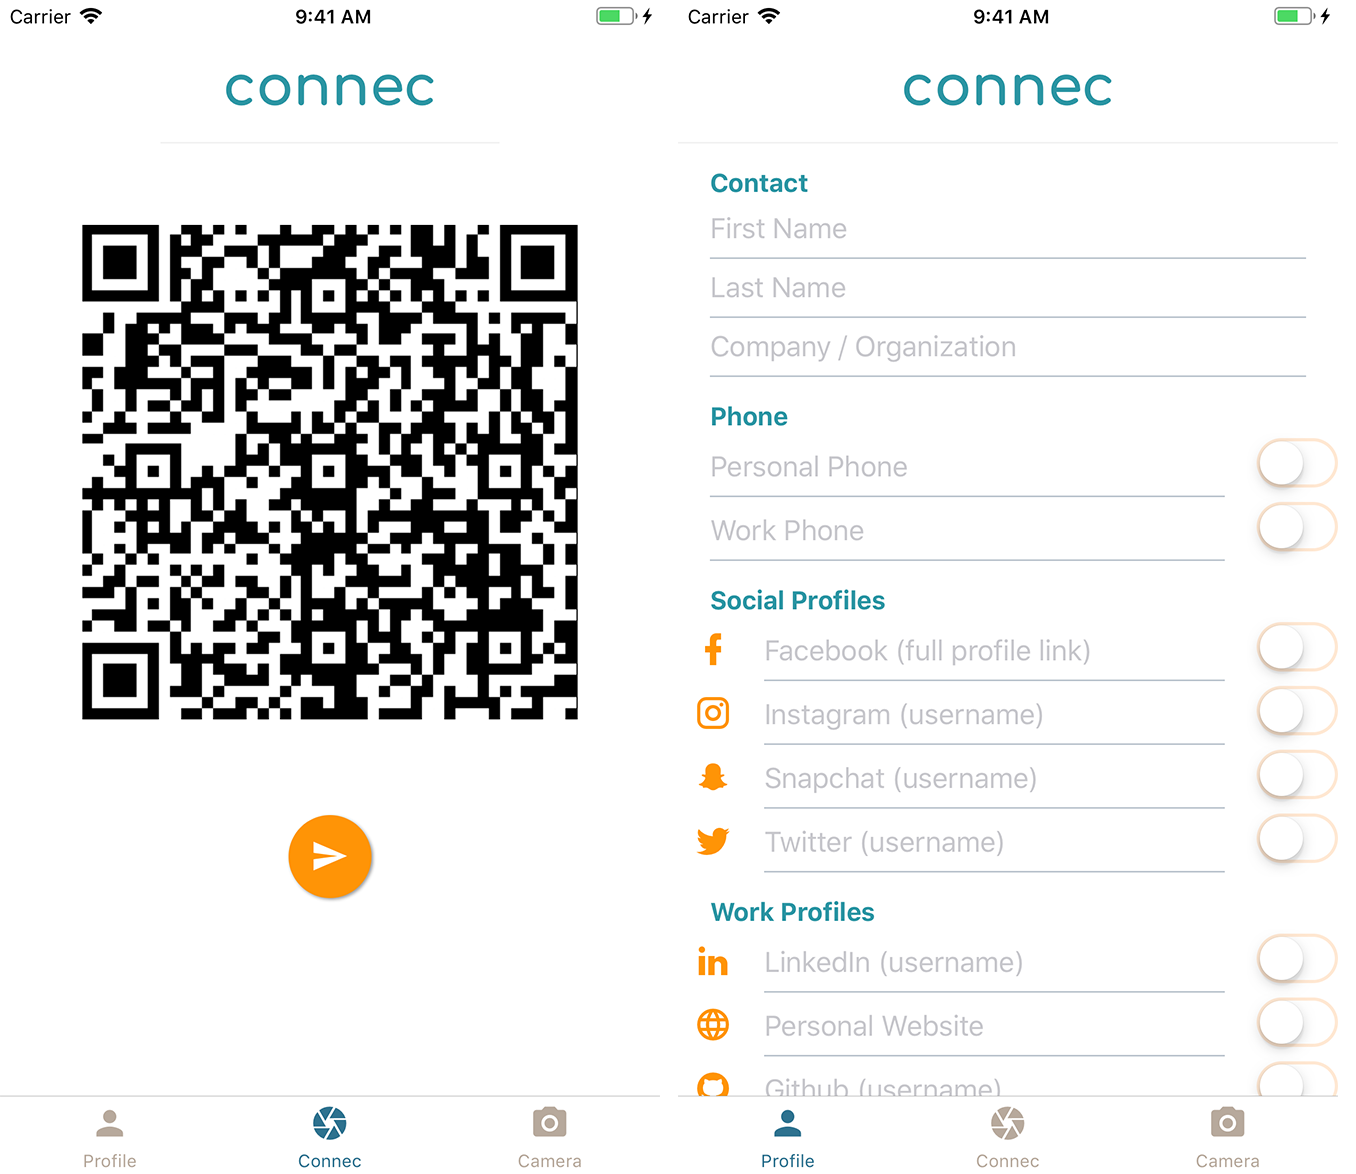 Carrier 9:41 AM
connec
Profile Connec Camera
Carrier 9:41 AM
connec
Contact
First Name
Last Name
Company / Organization
Phone
Personal Phone
Work Phone
Social Profiles
Facebook (full profile link)
Instagram (username)
Snapchat (username)
Twitter (username)
Work Profiles
LinkedIn (username)
Personal Website
Github (username)
Profile Connec Camera